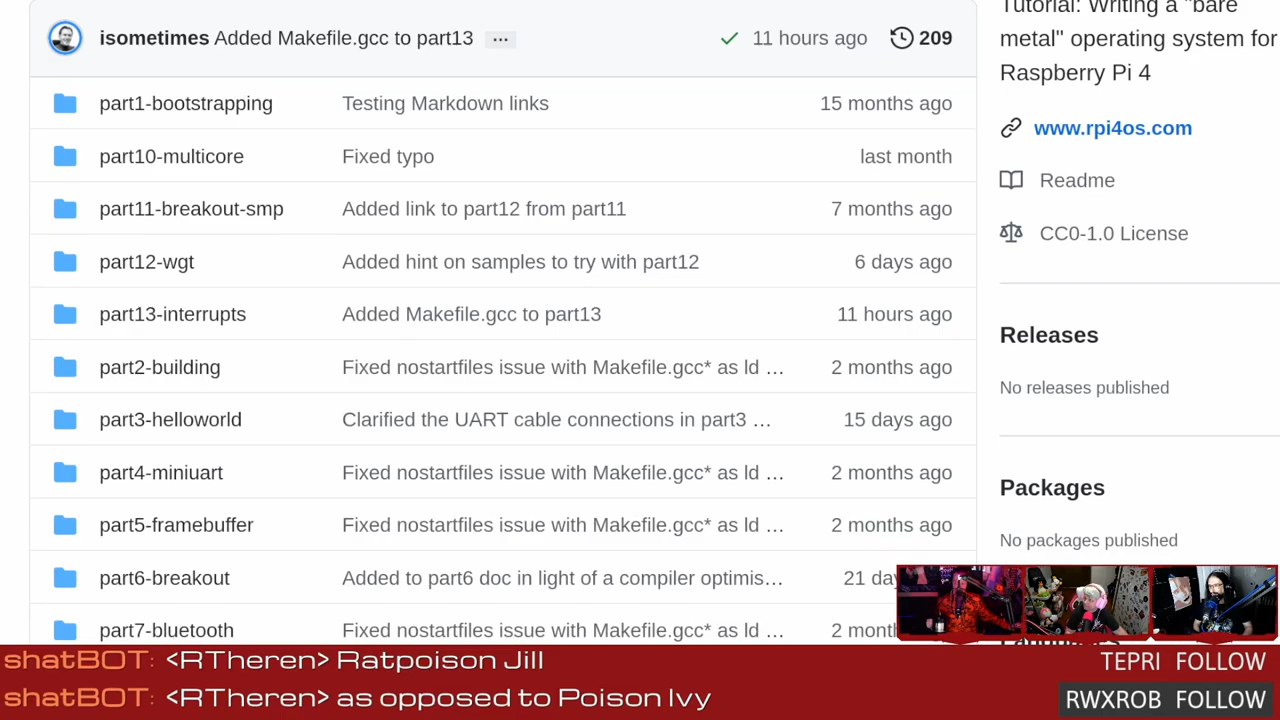 isometimes Added Makefile.gcc to part13 ... 11 hours ago 209
part1-bootstrapping Testing Markdown links 15 months ago
part10-multicore Fixed typo last month
part11-breakout-smp Added link to part12 from part11 7 months ago
part12-wgt Added hint on samples to try with part12 6 days ago
part13-interrupts Added Makefile.gcc to part13 11 hours ago
part2-building Fixed nostartfiles issue with Makefile.gcc* as ld … 2 months ago
part3-helloworld Clarified the UART cable connections in part3 … 15 days ago
part4-miniuart Fixed nostartfiles issue with Makefile.gcc* as ld … 2 months ago
part5-framebuffer Fixed nostartfiles issue with Makefile.gcc* as ld … 2 months ago
part6-breakout Added to part6 doc in light of a compiler optimis… 21 day
part7-bluetooth Fixed nostartfiles issue with Makefile.gcc* as ld … 2 mont
Tutorial: Writing a "bare
metal" operating system for
Raspberry Pi 4
www.rpi4os.com
Readme
CC0-1.0 License
Releases
No releases published
Packages
No packages published
shatBOT: <RTheren> Ratpoison Jill
shatBOT: <RTheren> as opposed to Poison Ivy
TEPRI FOLLOW
RWXROB FOLLOW